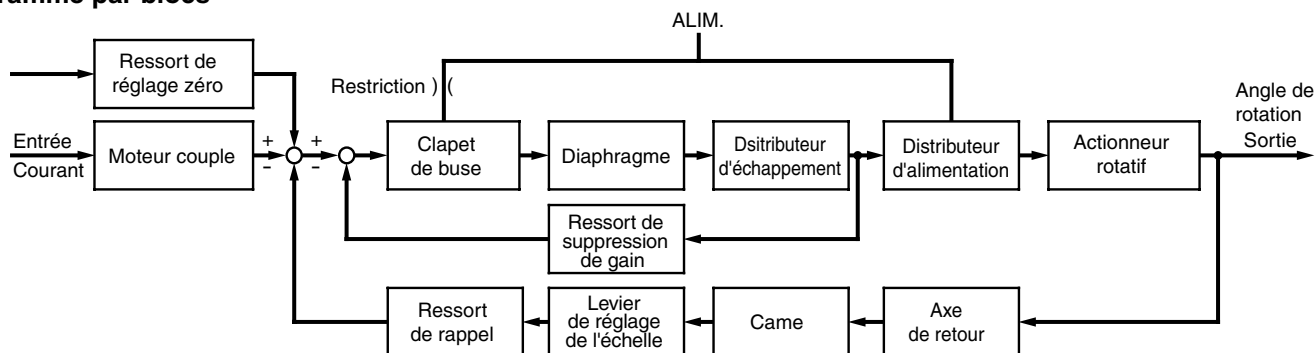 ALIM.
Ressort de
réglage zéro
Restriction ) (
Angle de
rotation
Sortie
Entrée
Courant
Moteur couple
+
-
+
-
Clapet
de buse
Diaphragme
Dsitributeur
d'échappement
Distributeur
d'alimentation
Actionneur
rotatif
Ressort de
suppression
de gain
Ressort
de rappel
Levier
de réglage
de l'échelle
Came
Axe
de retour